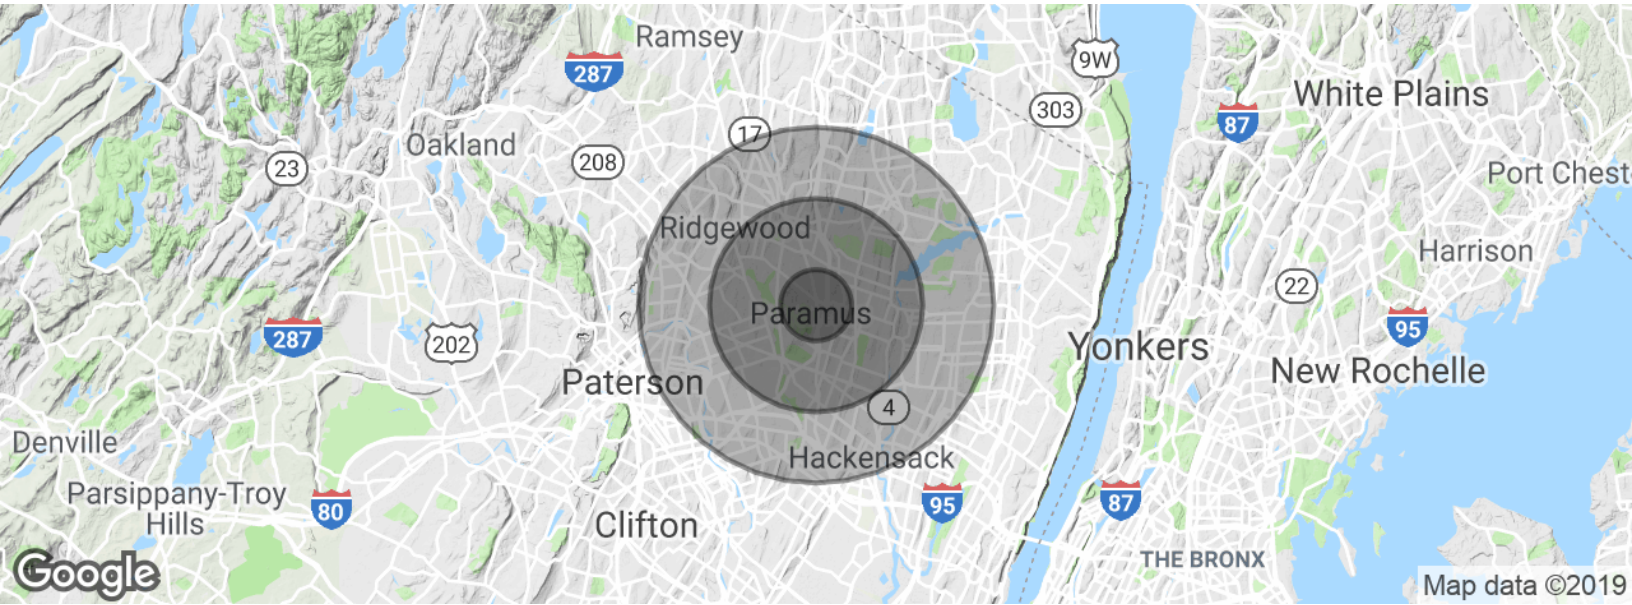 Ramsey
287
9W
White Plains
303
87
17
Oakland
208
23
Port Chest
Ridgewood
Harrison
22
Paramus
287
202
95
Yonkers
New Rochelle
Paterson
4
Denville
Hackensack
Parsippany-Troy
Hills
80
95
87
Clifton
THE BRONX
Google
Map data ©2019